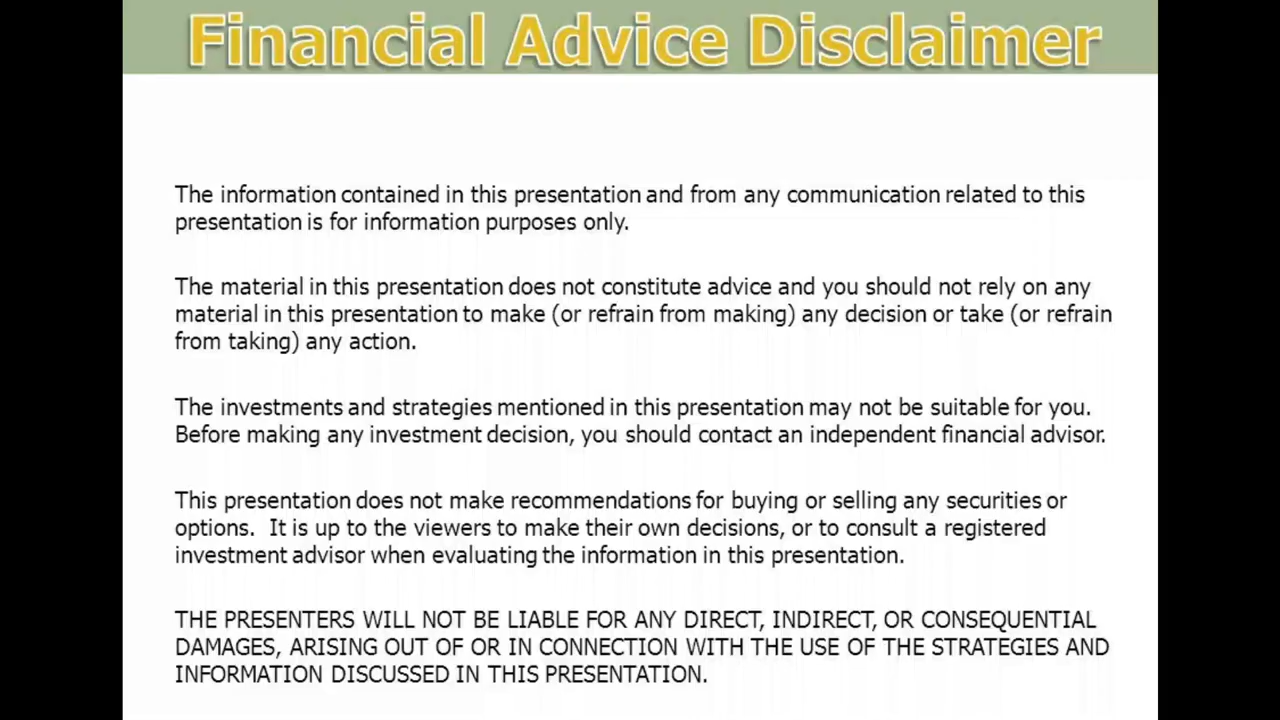 Financial Advice Disclaimer
The information contained in this presentation and from any communication related to this
presentation is for information purposes only.
The material in this presentation does not constitute advice and you should not rely on any
material in this presentation to make (or refrain from making) any decision or take (or refrain
from taking) any action.
The investments and strategies mentioned in this presentation may not be suitable for you.
Before making any investment decision, you should contact an independent financial advisor.
This presentation does not make recommendations for buying or selling any securities or
options.  It is up to the viewers to make their own decisions, or to consult a registered
investment advisor when evaluating the information in this presentation.
THE PRESENTERS WILL NOT BE LIABLE FOR ANY DIRECT, INDIRECT, OR CONSEQUENTIAL
DAMAGES, ARISING OUT OF OR IN CONNECTION WITH THE USE OF THE STRATEGIES AND
INFORMATION DISCUSSED IN THIS PRESENTATION.